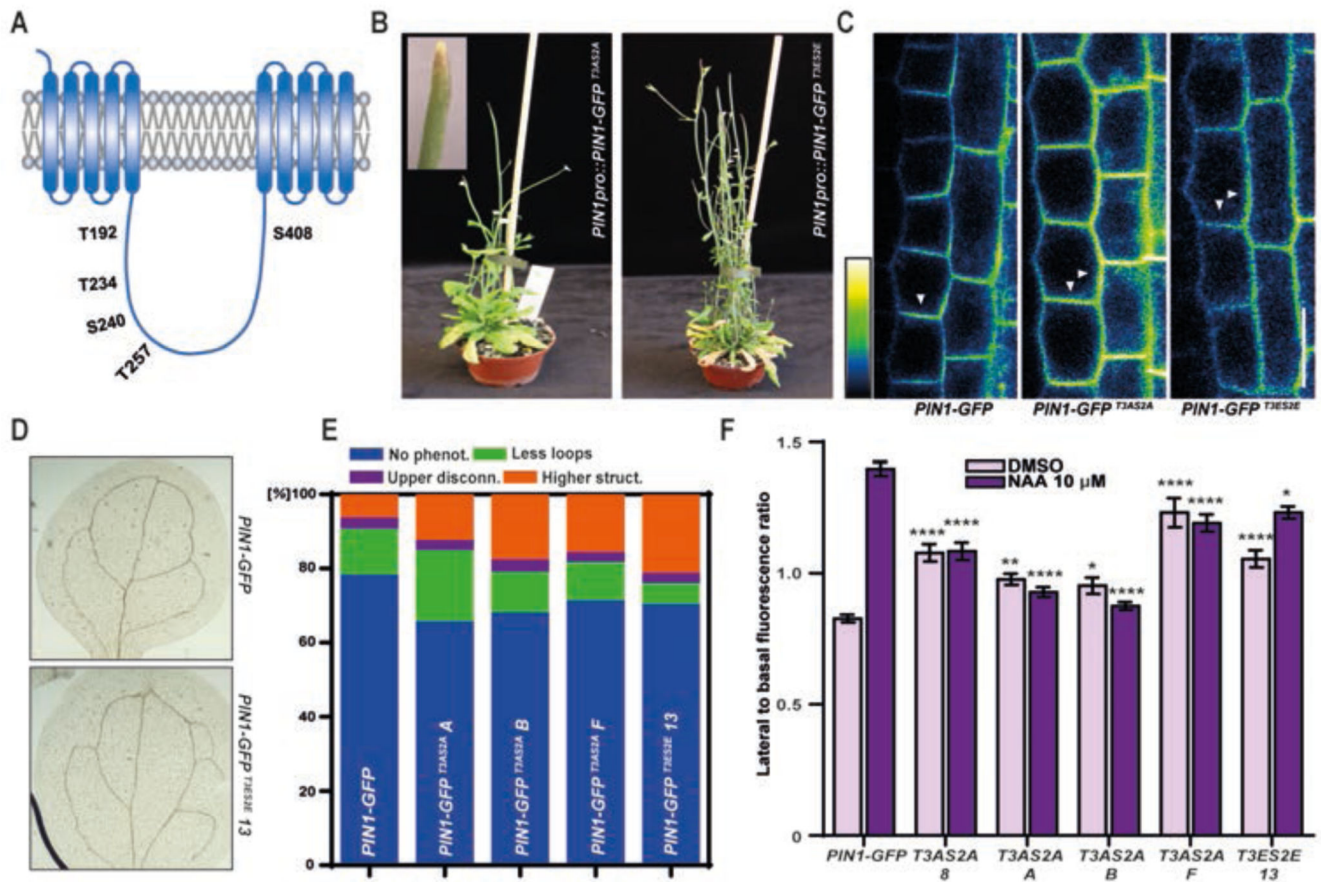 A
T192
S408
T234
S240
T257
B
PIN1pro::PIN1-GFP T3AS2A
PIN1pro::PIN1-GFP T3ES2E
C
PIN1-GFP
PIN1-GFP T3AS2A
PIN1-GFP T3ES2E
D
PIN1-GFP
PIN1-GFP T3ES2E 13
E
No phenot.
Less loops
Upper disconn.
Higher struct.
[%]100
80
60
40
20
0
PIN1-GFP
PIN1-GFP T3AS2A A
PIN1-GFP T3AS2A B
PIN1-GFP T3AS2A F
PIN1-GFP T3ES2E 13
F
Lateral to basal fluorescence ratio
1.5
1.0
0.5
0
DMSO
NAA 10 µM
**** ****
** ****
* ****
**** ****
**** *
PIN1-GFP T3AS2A T3AS2A T3AS2A T3AS2A T3ES2E
8 A B F 13